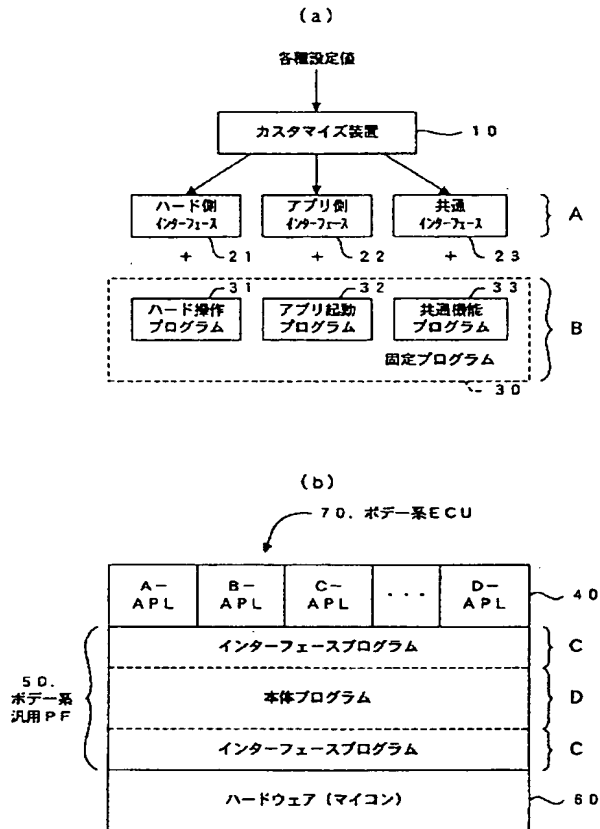 (a)
各種設定値
カスタマイズ装置
10
ハード側
インターフェース
アプリ側
インターフェース
共通
インターフェース
A
+
21
+
22
+
23
31
32
33
ハード操作
プログラム
アプリ起動
プログラム
共通機能
プログラム
B
固定プログラム
30
(b)
70. ボデー系ECU
A-
APL
B-
APL
C-
APL
...
D-
APL
40
インターフェースプログラム
C
50.
ボデー系
汎用PF
本体プログラム
D
インターフェースプログラム
C
ハードウェア(マイコン)
60